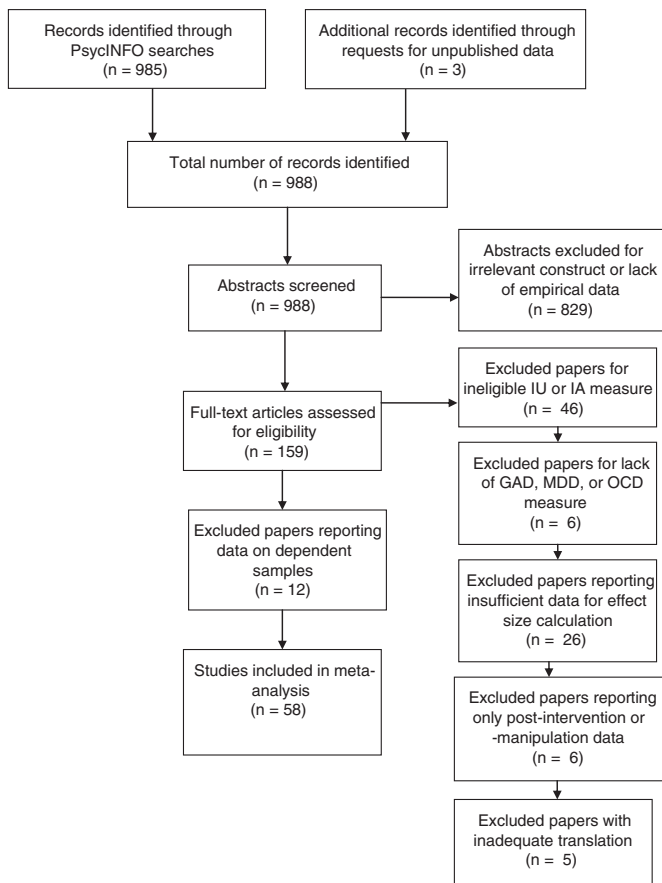 Records identified through
PsycINFO searches
(n = 985)
Additional records identified through
requests for unpublished data
(n = 3)
Total number of records identified
(n = 988)
Abstracts screened
(n = 988)
Abstracts excluded for
irrelevant construct or lack
of empirical data
(n = 829)
Full-text articles assessed
for eligibility
(n = 159)
Excluded papers for
ineligible IU or IA measure
(n = 46)
Excluded papers for lack
of GAD, MDD, or OCD
measure
(n = 6)
Excluded papers reporting
insufficient data for effect
size calculation
(n = 26)
Excluded papers reporting
only post-intervention or
-manipulation data
(n = 6)
Excluded papers with
inadequate translation
(n = 5)
Excluded papers reporting
data on dependent
samples
(n = 12)
Studies included in meta-
analysis
(n = 58)